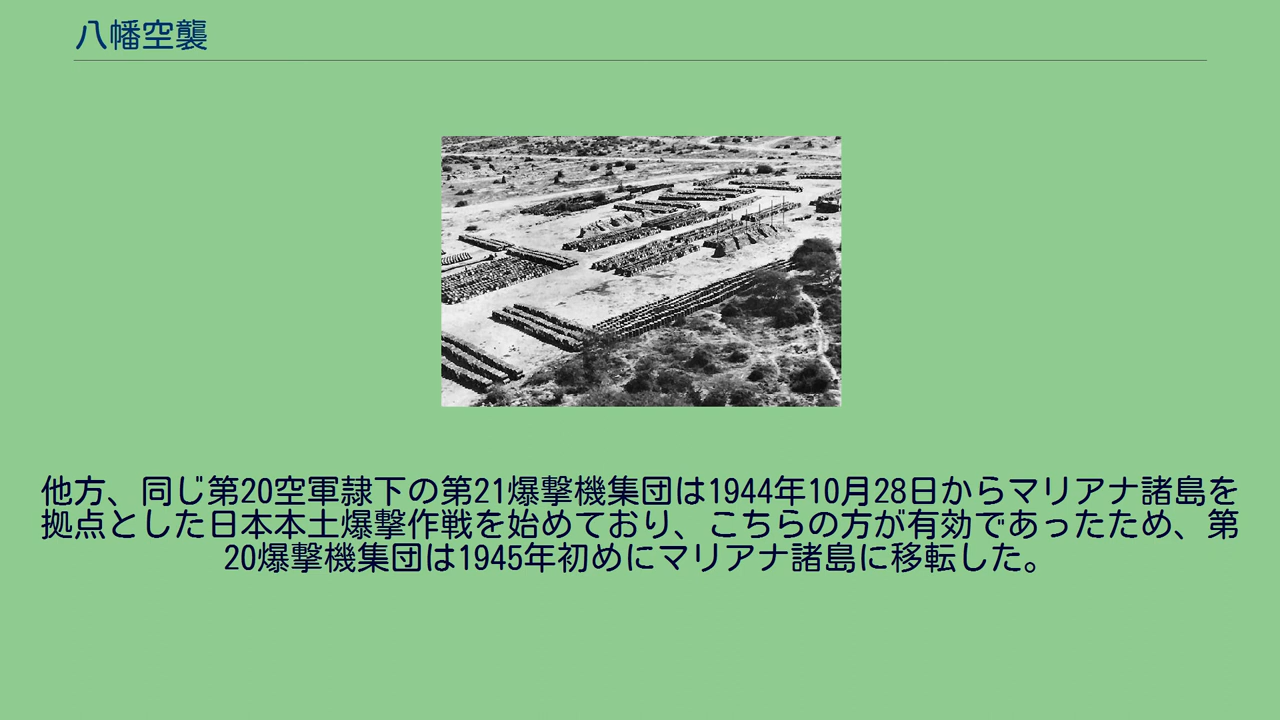 八幡空襲
他方、同じ第20空軍隷下の第21爆撃機集団は1944年10月28日からマリアナ諸島を
拠点とした日本本土爆撃作戦を始めており、こちらの方が有効であったため、第
20爆撃機集団は1945年初めにマリアナ諸島に移転した。